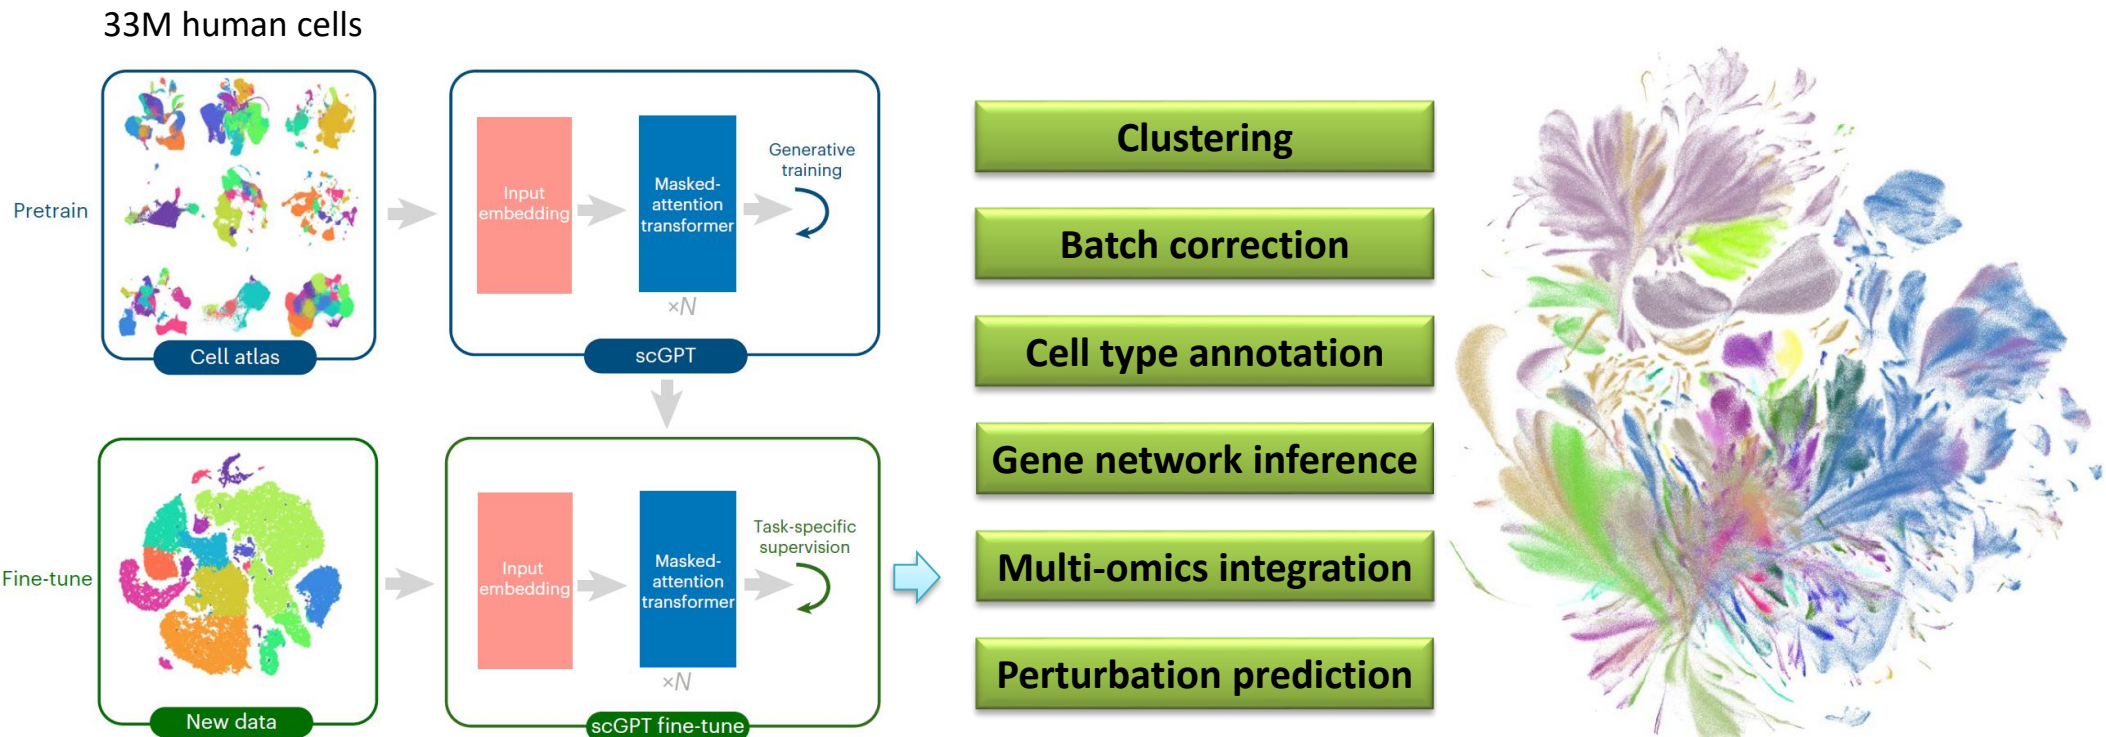 33M human cells
Pretrain
Cell atlas
Input
embedding
Masked-
attention
transformer
×N
Generative
training
scGPT
Fine-tune
New data
Input
embedding
Masked-
attention
transformer
×N
Task-specific
supervision
scGPT fine-tune
Clustering
Batch correction
Cell type annotation
Gene network inference
Multi-omics integration
Perturbation prediction